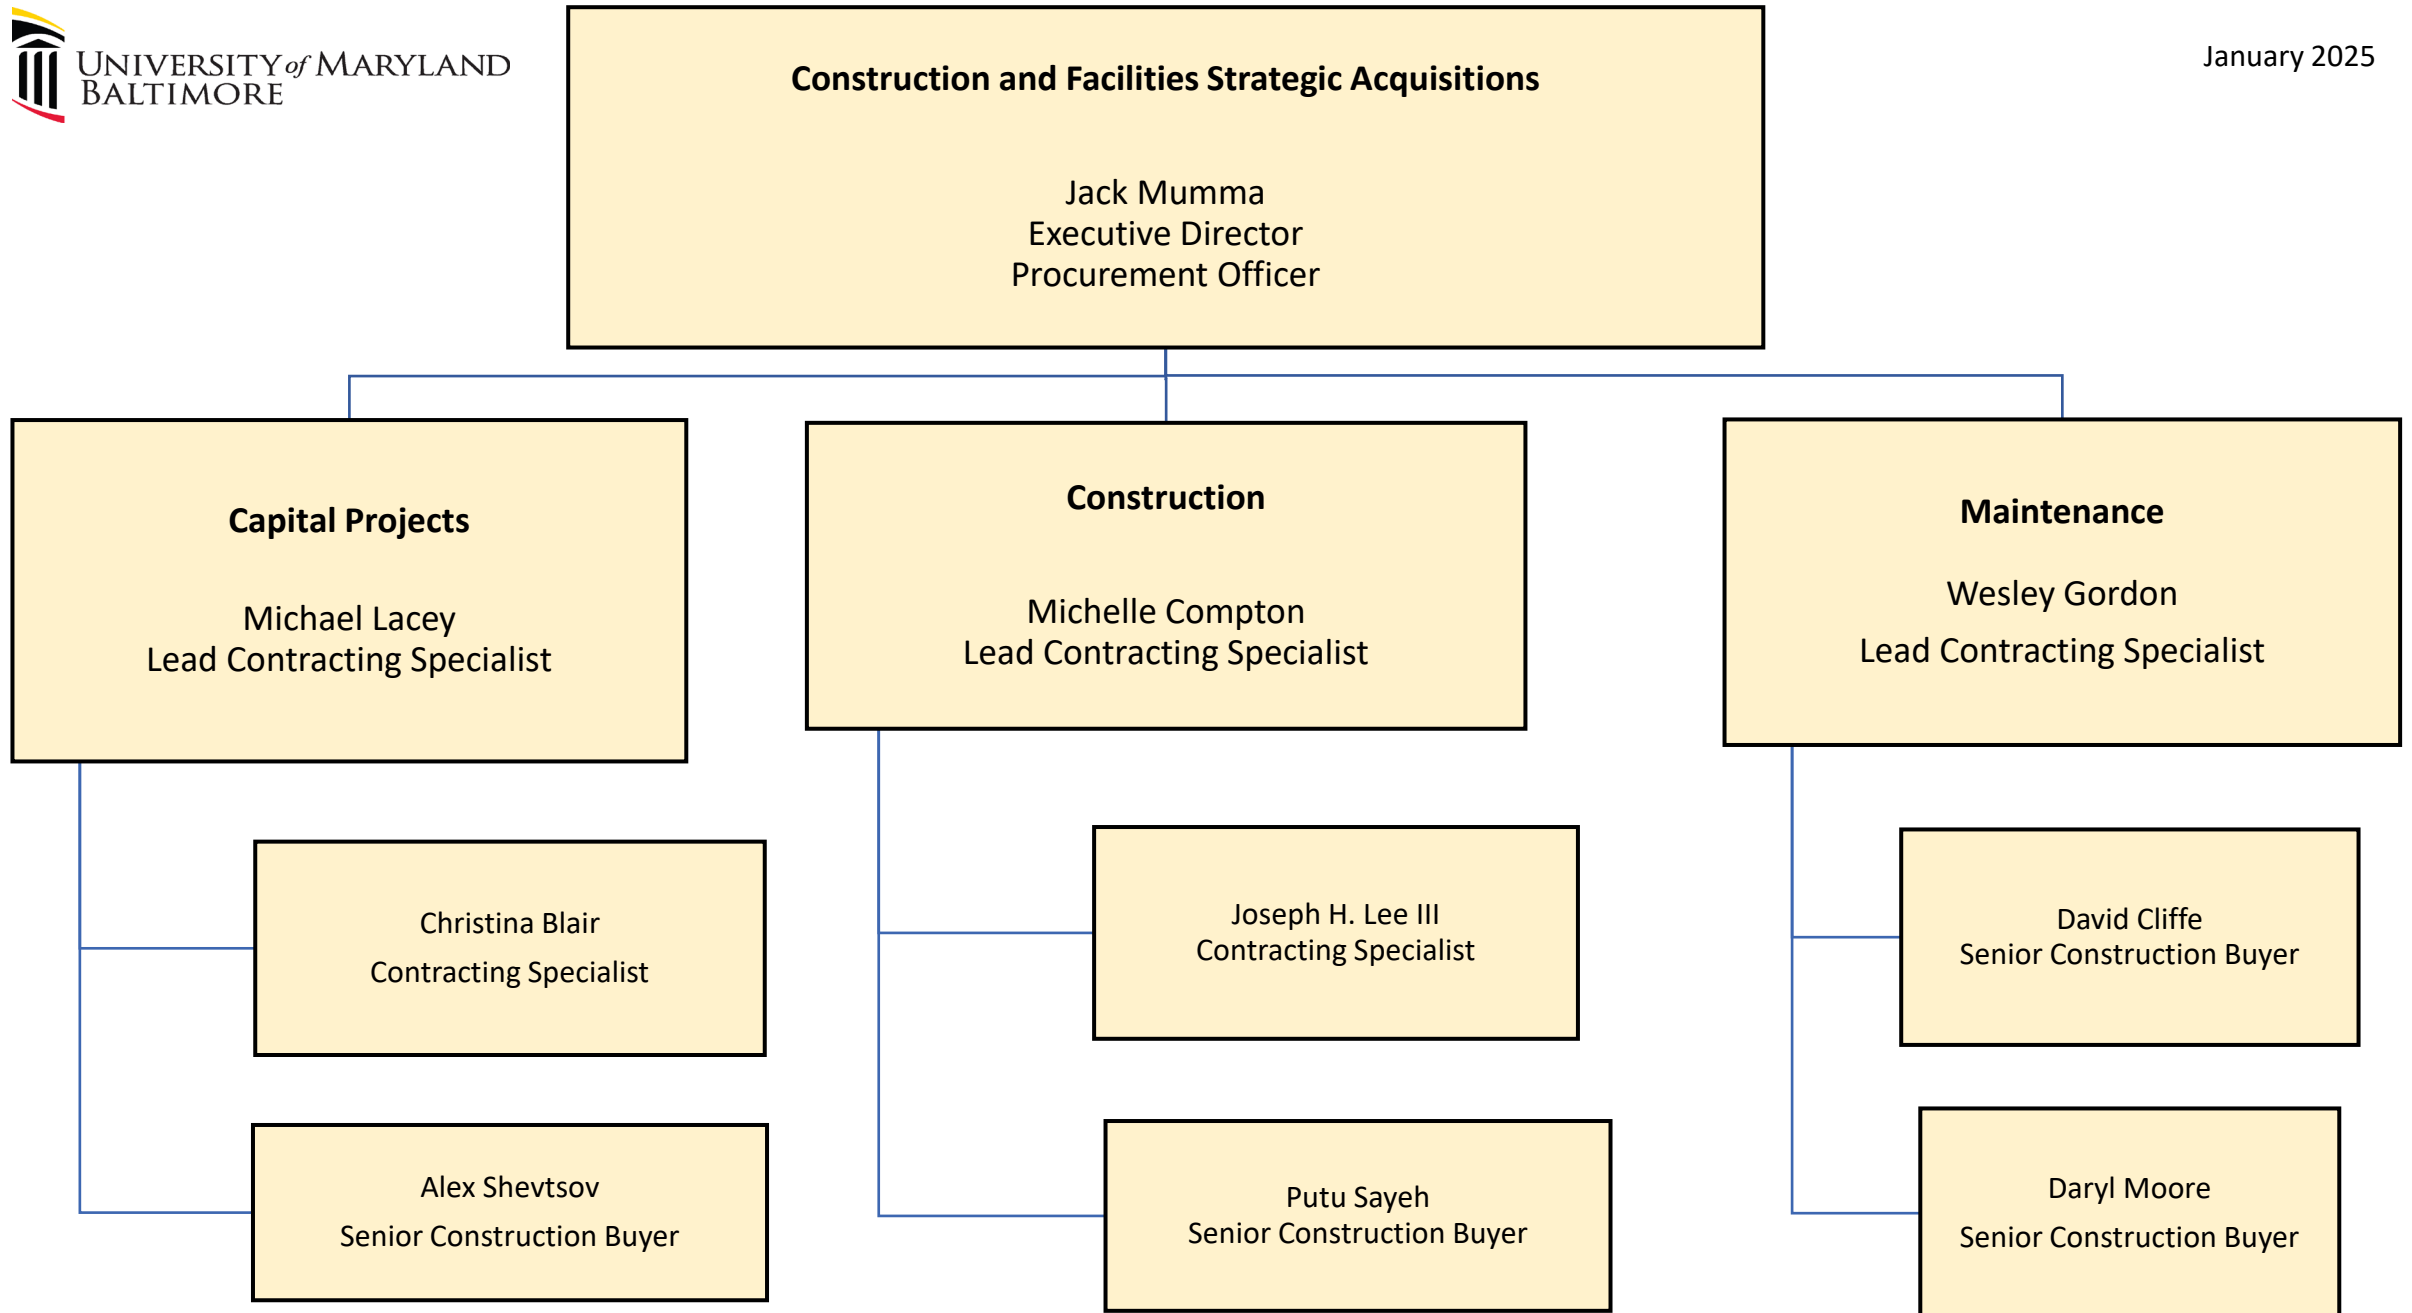 UNIVERSITY of MARYLAND
BALTIMORE
January 2025
Construction and Facilities Strategic Acquisitions
Jack Mumma
Executive Director
Procurement Officer
Capital Projects
Michael Lacey
Lead Contracting Specialist
Construction
Michelle Compton
Lead Contracting Specialist
Maintenance
Wesley Gordon
Lead Contracting Specialist
Christina Blair
Contracting Specialist
Joseph H. Lee III
Contracting Specialist
David Cliffe
Senior Construction Buyer
Alex Shevtsov
Senior Construction Buyer
Putu Sayeh
Senior Construction Buyer
Daryl Moore
Senior Construction Buyer